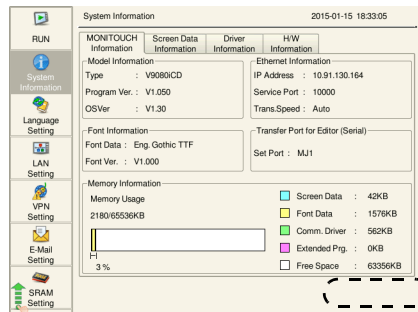 System Information 2015-01-15 18:33:05
RUN
System Information
Language Setting
LAN Setting
VPN Setting
E-Mail Setting
SRAM Setting
MONITOUCH Information
Screen Data Information
Driver Information
H/W Information
Model Information
Type : V9080iCD
Program Ver. : V1.050
OSVer : V1.30
Ethernet Information
IP Address : 10.91.130.164
Service Port : 10000
Trans.Speed : Auto
Font Information
Font Data : Eng. Gothic TTF
Font Ver. : V1.000
Transfer Port for Editor (Serial)
Set Port : MJ1
Memory Information
Memory Usage
2180/65536KB
3 %
Screen Data : 42KB
Font Data : 1576KB
Comm. Driver : 562KB
Extended Prg. : 0KB
Free Space : 63356KB